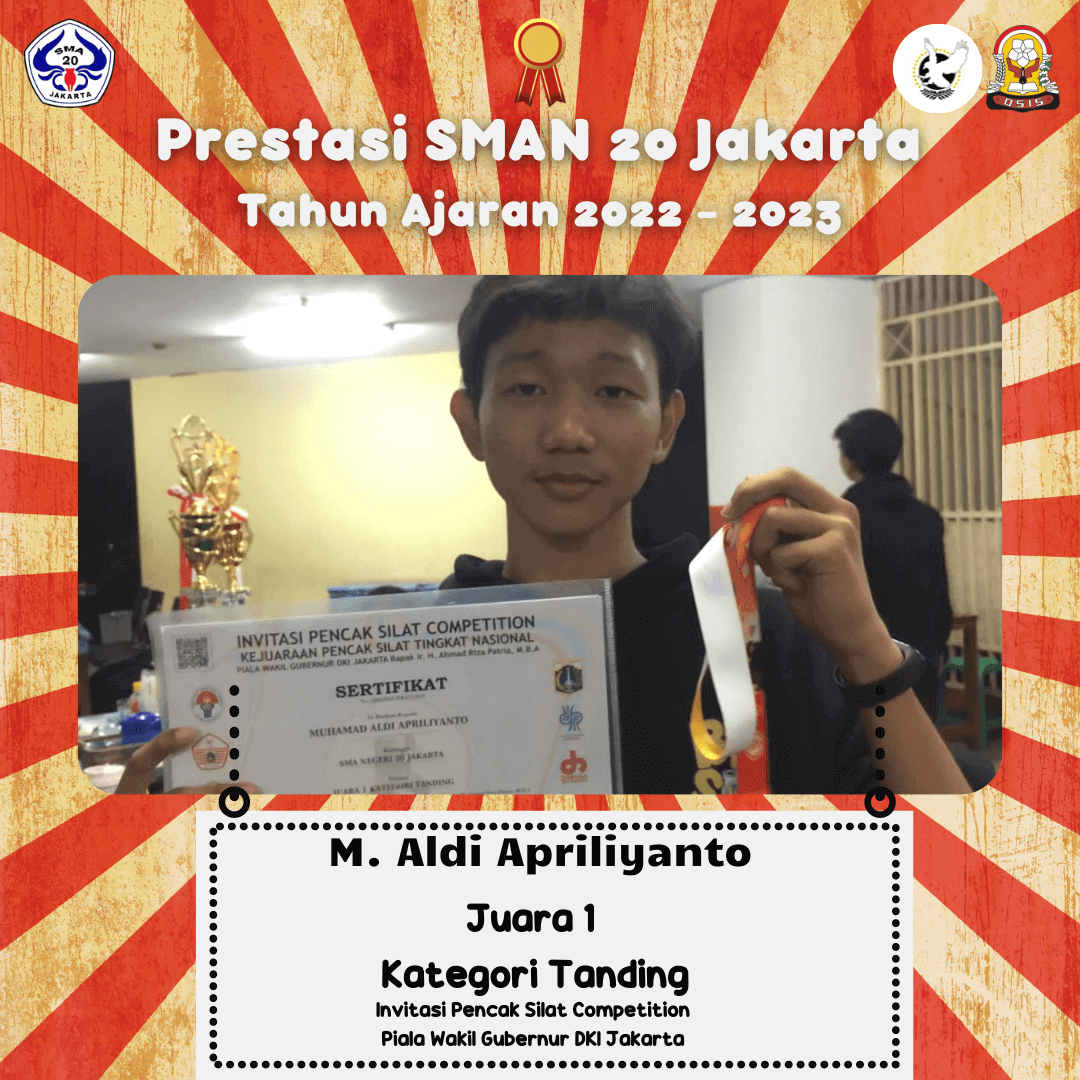 SMA
20
JAKARTA
OSIS
Prestasi SMAN 20 Jakarta
Tahun Ajaran 2022 - 2023
INVITASI PENCAK SILAT COMPETITION
KEJUARAAN PENCAK SILAT TINGKAT NASIONAL
PIALA WAKIL GUBERNUR DKI JAKARTA Bapak Ir. H. Ahmad Riza Patria, M.B.A
SERTIFIKAT
MUHAMAD ALDI APRILIYANTO
SMA NEGERI 20 JAKARTA
JUARA 1 KATEGORI TANDING
M. Aldi Apriliyanto
Juara 1
Kategori Tanding
Invitasi Pencak Silat Competition
Piala Wakil Gubernur DKI Jakarta